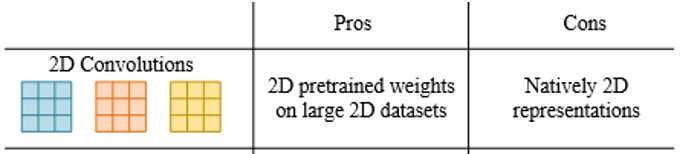 Pros
Cons
2D Convolutions
2D pretrained weights
on large 2D datasets
Natively 2D
representations